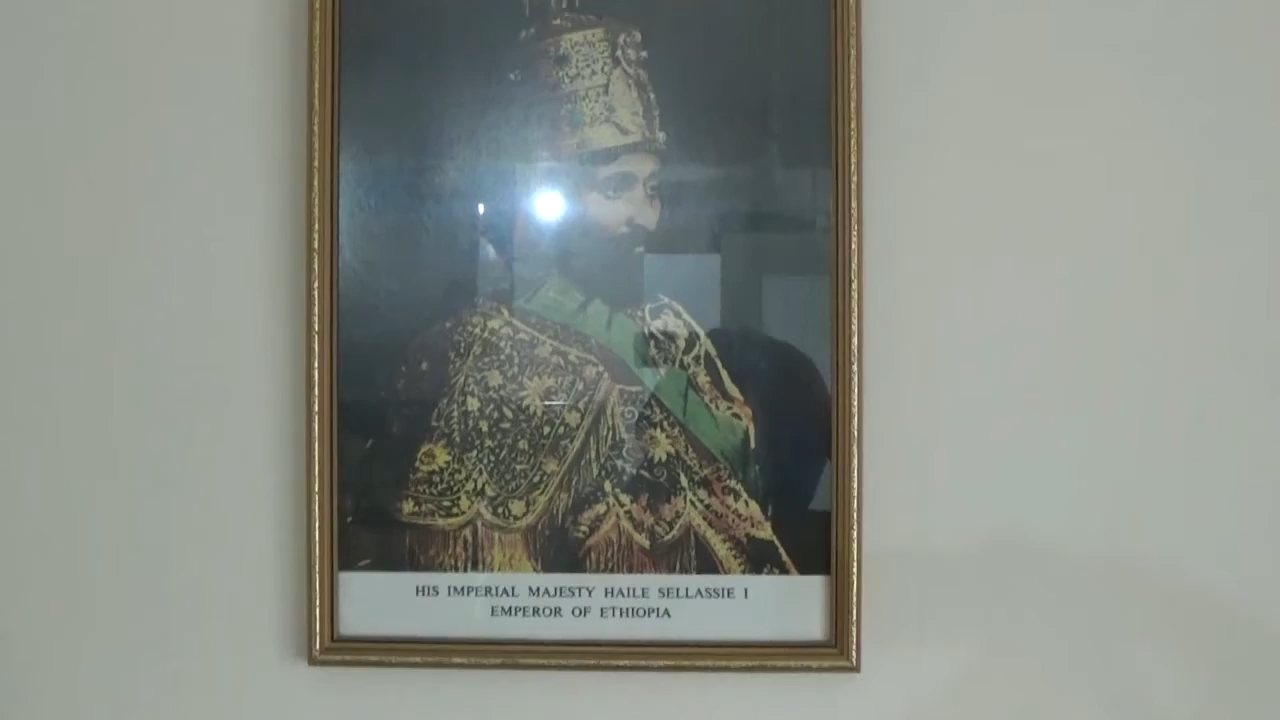 HIS IMPERIAL MAJESTY HAILE SELLASSIE I
EMPEROR OF ETHIOPIA